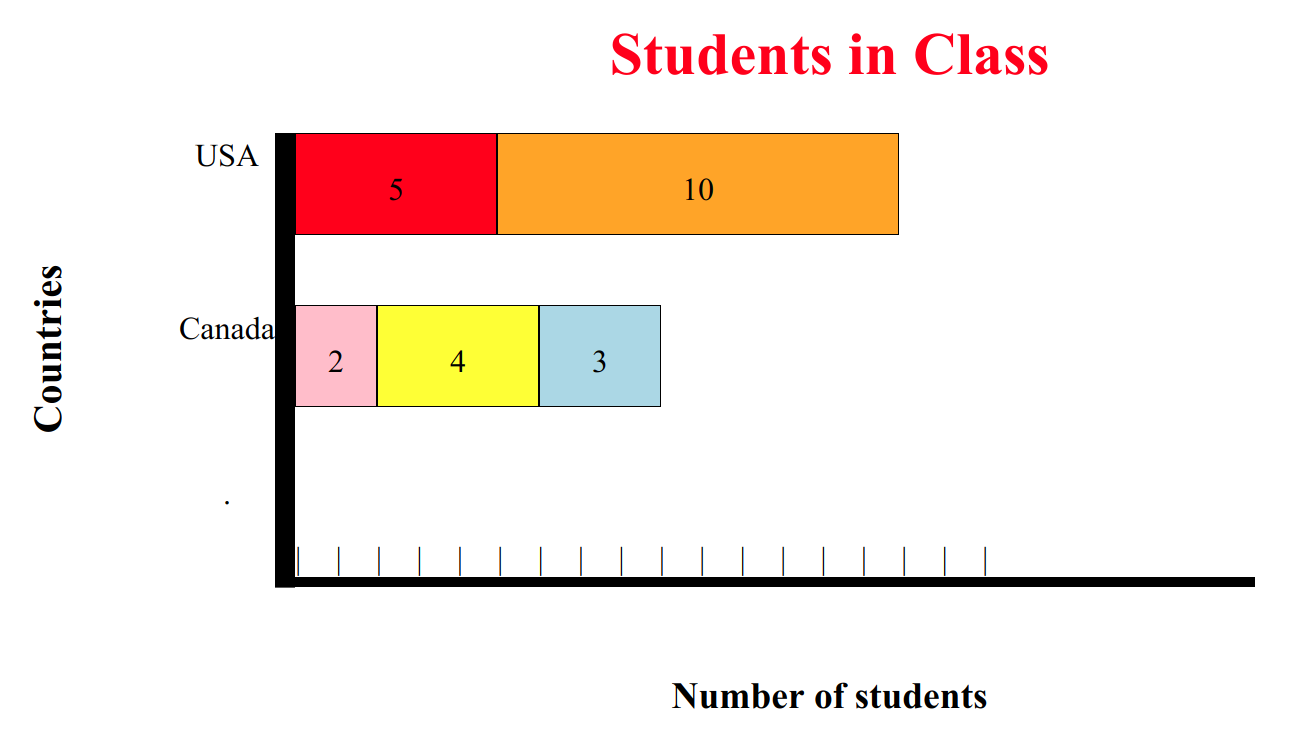 Students in Class
USA
5 10
Countries
Canada
2 4 3
.
| | | | | | | | | | | | | | | | | |
Number of students